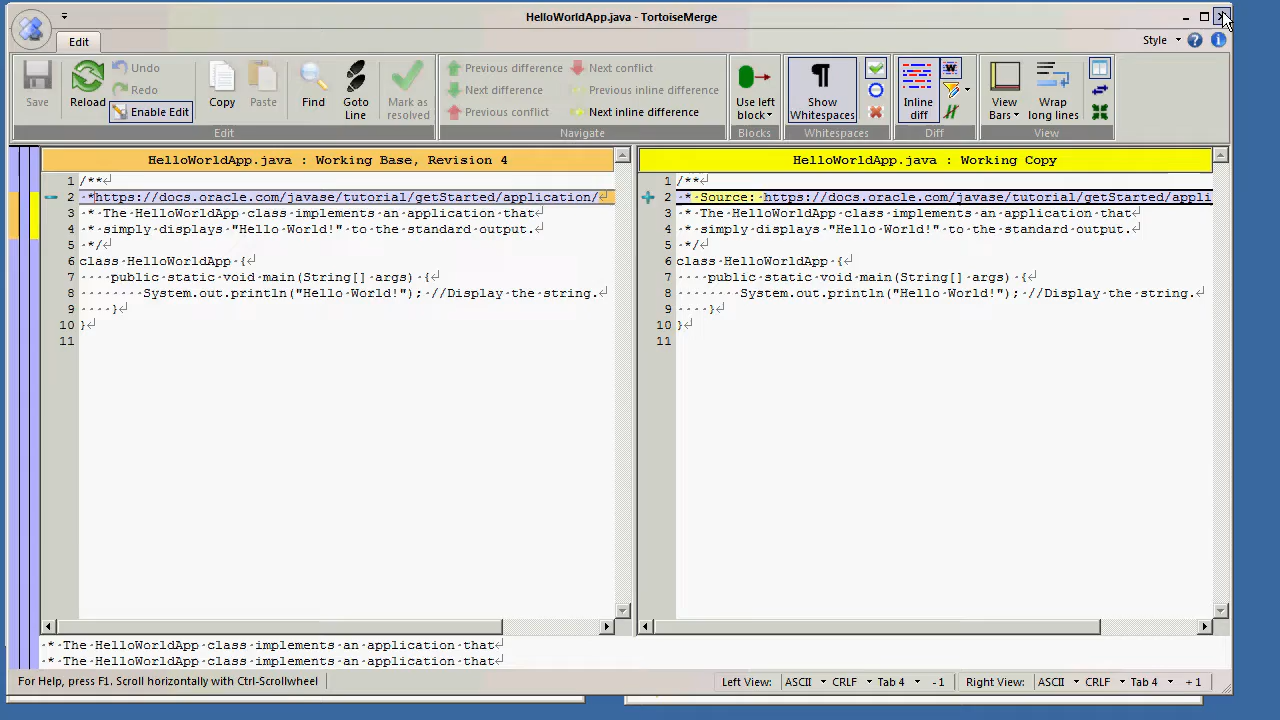 HelloWorldApp.java - TortoiseMerge
Edit
Style
Save
Reload
Undo
Redo
Enable Edit
Copy
Paste
Find
Goto
Line
Mark as
resolved
Previous difference
Next difference
Previous conflict
Next conflict
Previous inline difference
Next inline difference
Use left
block
Show
Whitespaces
Inline
diff
View
Bars
Wrap
long lines
Edit
Navigate
Blocks
Whitespaces
Diff
View
HelloWorldApp.java : Working Base, Revision 4
1 /**
2 ·*https://docs.oracle.com/javase/tutorial/getStarted/application/
3 ·*·The·HelloWorldApp·class·implements·an·application·that
4 ·*·simply·displays·"Hello·World!"·to·the·standard·output.
5 ·*/
6 class·HelloWorldApp·{
7 ····public·static·void·main(String[]·args)·{
8 ········System.out.println("Hello·World!");·//Display·the·string.
9 ····}
10 }
11
HelloWorldApp.java : Working Copy
1 /**
2 ·*·Source:·https://docs.oracle.com/javase/tutorial/getStarted/appli
3 ·*·The·HelloWorldApp·class·implements·an·application·that
4 ·*·simply·displays·"Hello·World!"·to·the·standard·output.
5 ·*/
6 class·HelloWorldApp·{
7 ····public·static·void·main(String[]·args)·{
8 ········System.out.println("Hello·World!");·//Display·the·string.
9 ····}
10 }
11
·*·The·HelloWorldApp·class·implements·an·application·that
·*·The·HelloWorldApp·class·implements·an·application·that
For Help, press F1. Scroll horizontally with Ctrl-Scrollwheel
Left View: ASCII CRLF Tab 4 - 1
Right View: ASCII CRLF Tab 4 + 1